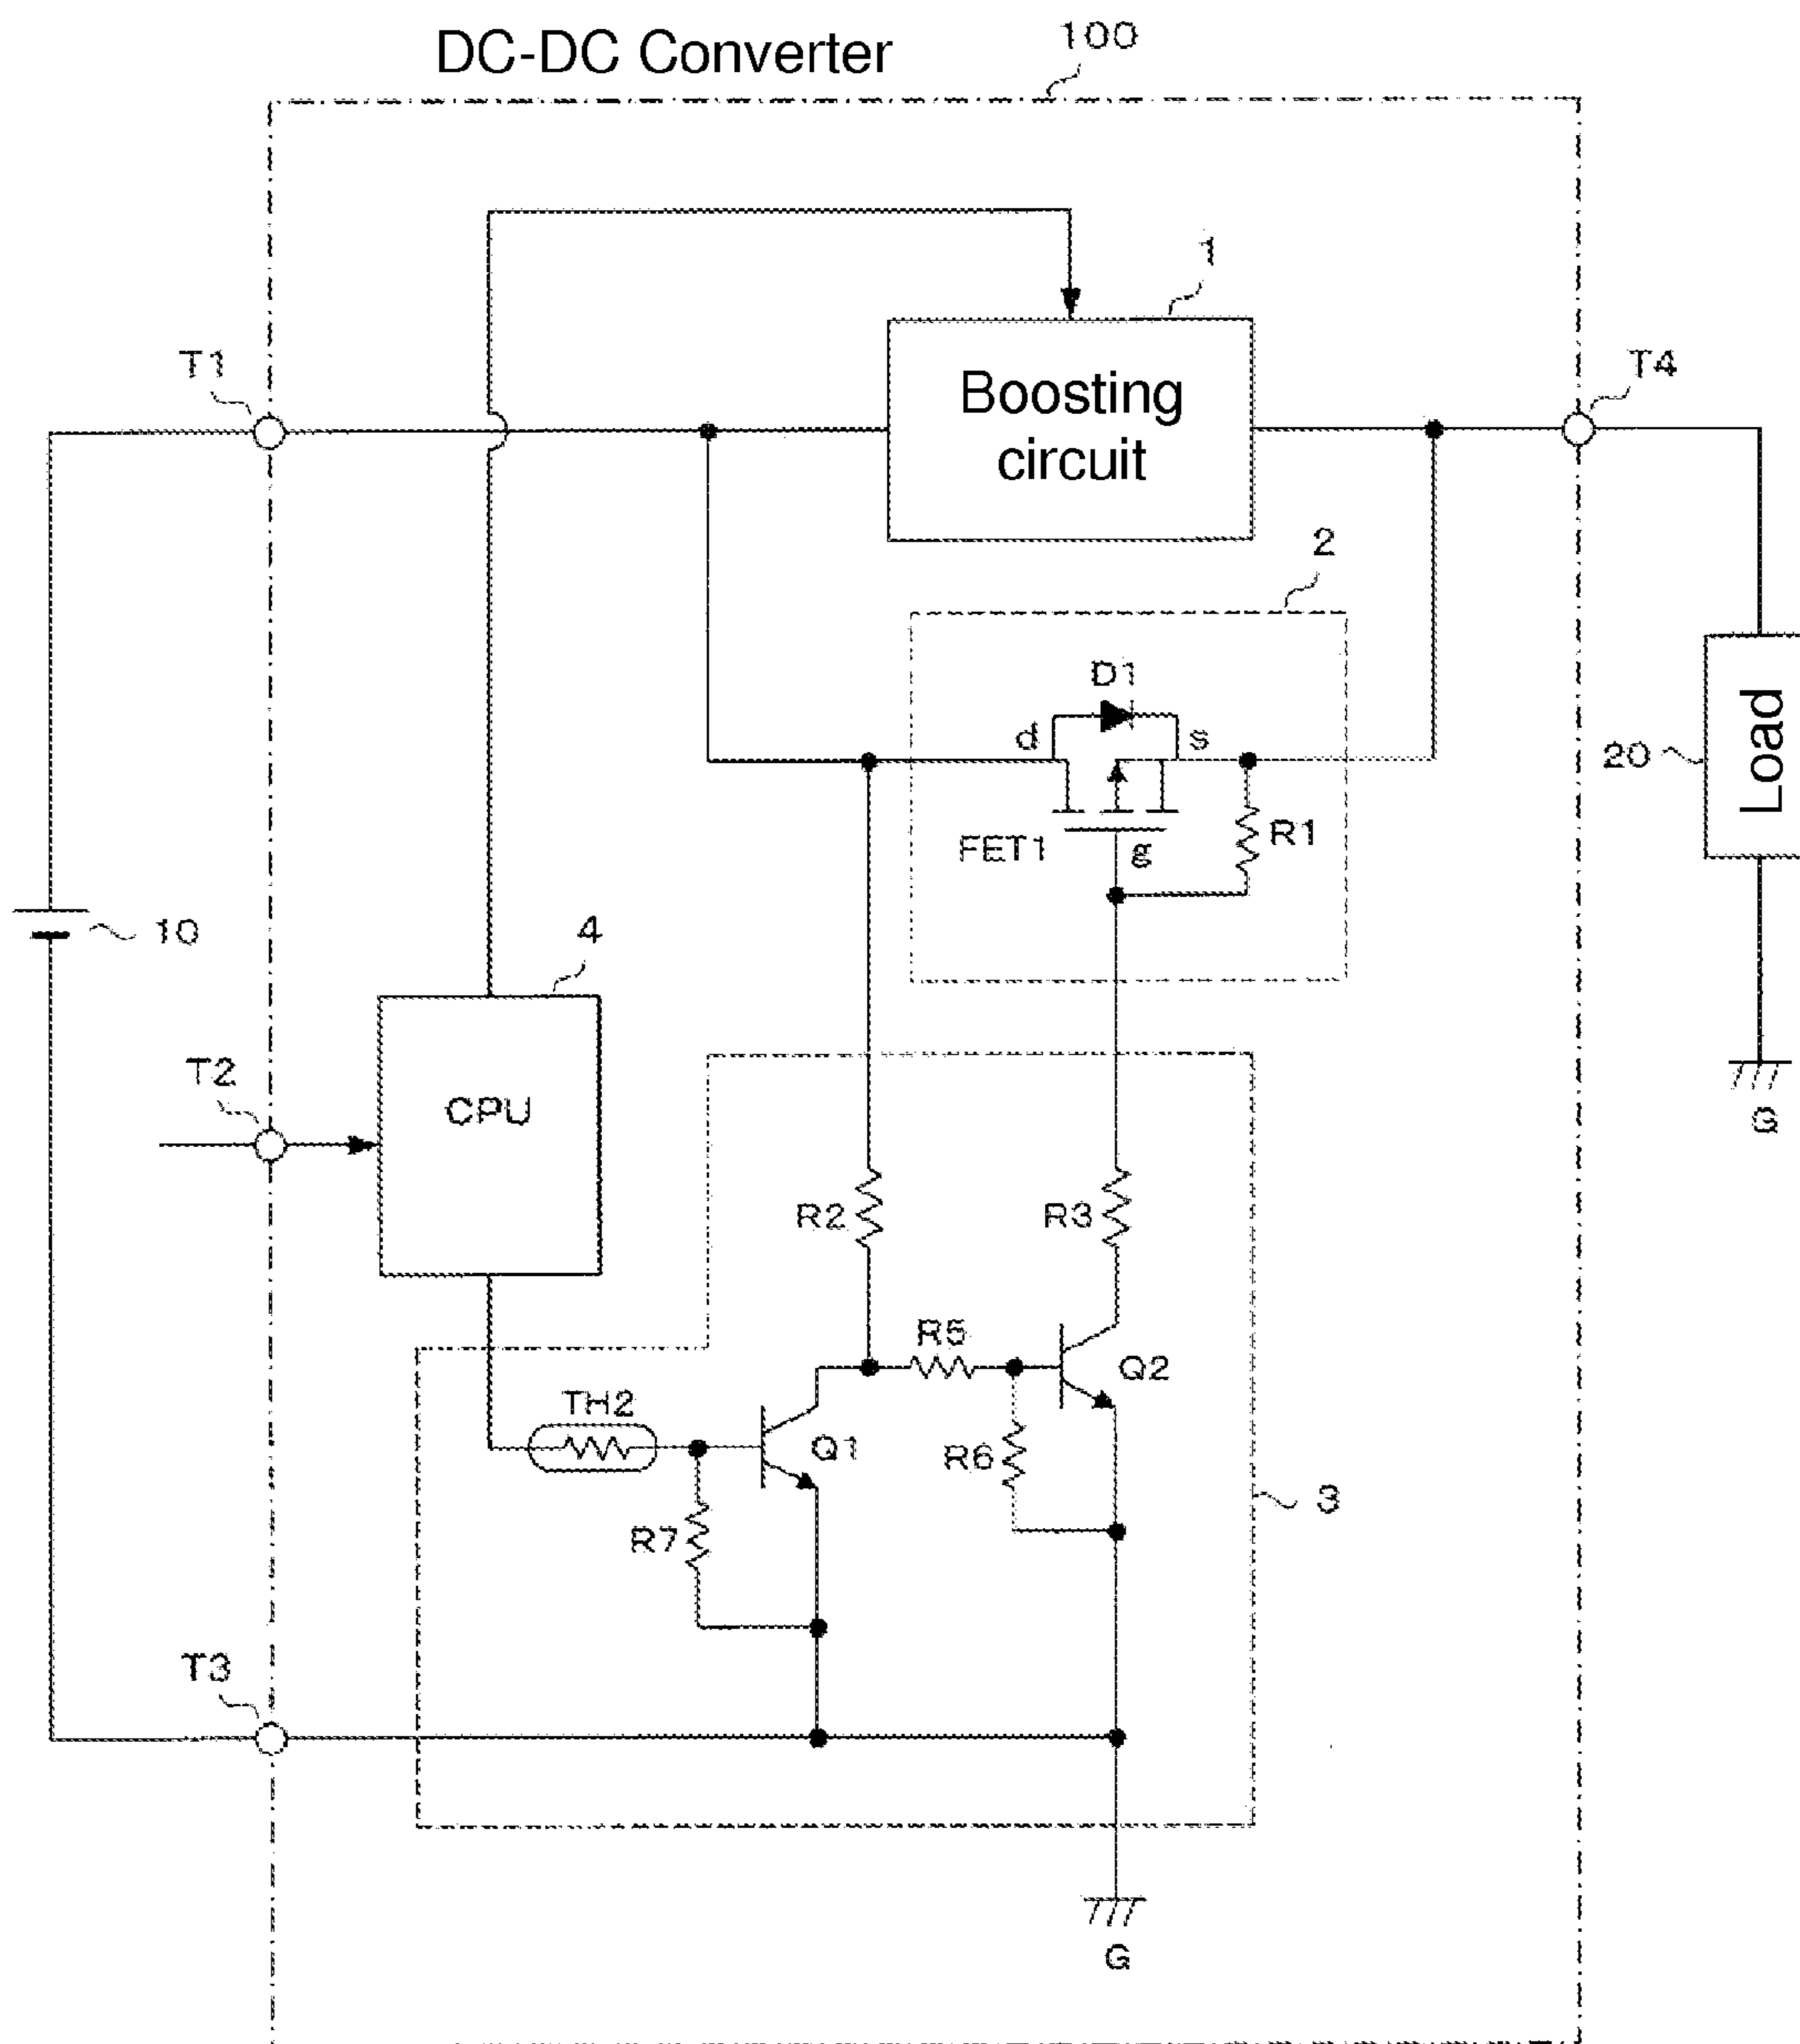 DC-DC Converter
100
1
T1
Boosting
circuit
T4
2
D1
d
s
20
Load
FET1
g
R1
10
4
T2
CPU
G
R2
R3
R5
Q2
TH2
Q1
R6
R7
3
T3
G